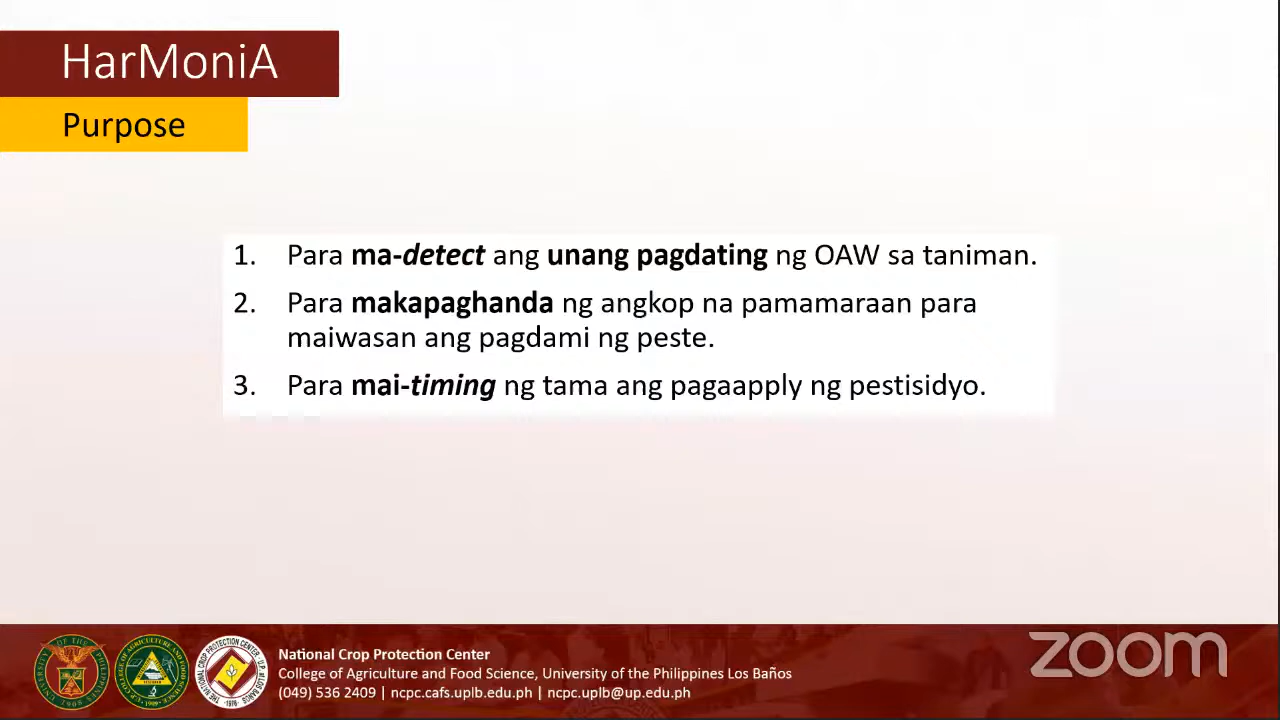 HarMoniA
Purpose
1. Para ma-detect ang unang pagdating ng OAW sa taniman.
2. Para makapaghanda ng angkop na pamamaraan para
maiwasan ang pagdami ng peste.
3. Para mai-timing ng tama ang pagaapply ng pestisidyo.
National Crop Protection Center
College of Agriculture and Food Science, University of the Philippines Los Baños
(049) 536 2409 | ncpc.cafs.uplb.edu.ph | ncpc.uplb@up.edu.ph
zoom